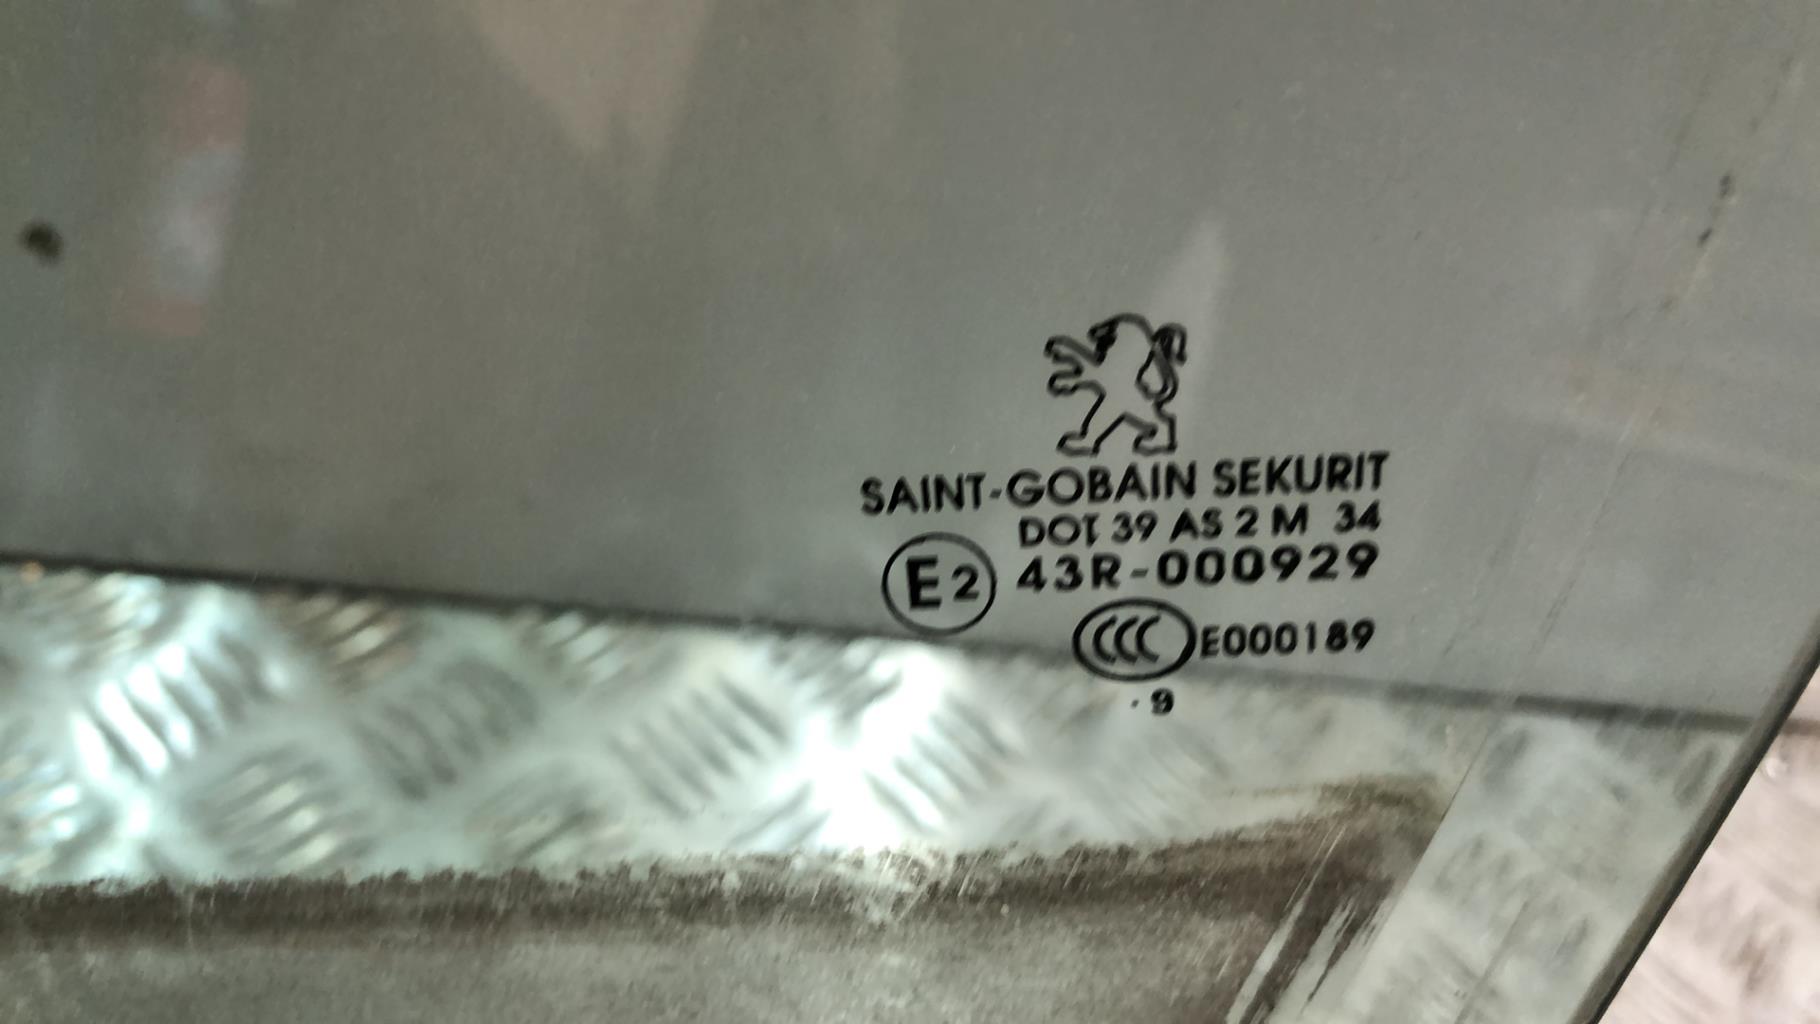 SAINT-GOBAIN SEKURIT
DOT 39 AS 2 M 34
E2 43R-000929
CCC E000189
. 9